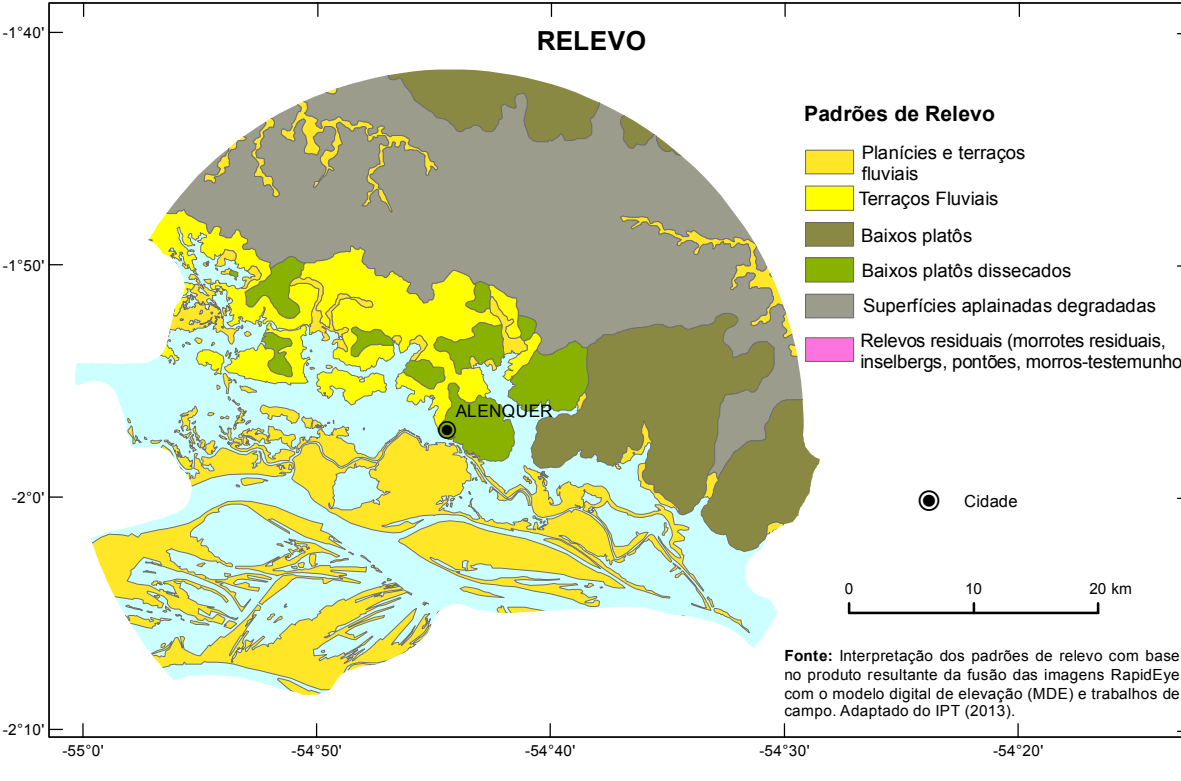 RELEVO
-1°40'
-1°50'
-2°0'
-2°10'
-55°0'
-54°50'
-54°40'
-54°30'
-54°20'
ALENQUER
Padrões de Relevo
Planícies e terraços
fluviais
Terraços Fluviais
Baixos platôs
Baixos platôs dissecados
Superfícies aplainadas degradadas
Relevos residuais (morrotes residuais,
inselbergs, pontões, morros-testemunho
Cidade
0 10 20 km
Fonte: Interpretação dos padrões de relevo com base
no produto resultante da fusão das imagens RapidEye
com o modelo digital de elevação (MDE) e trabalhos de
campo. Adaptado do IPT (2013).